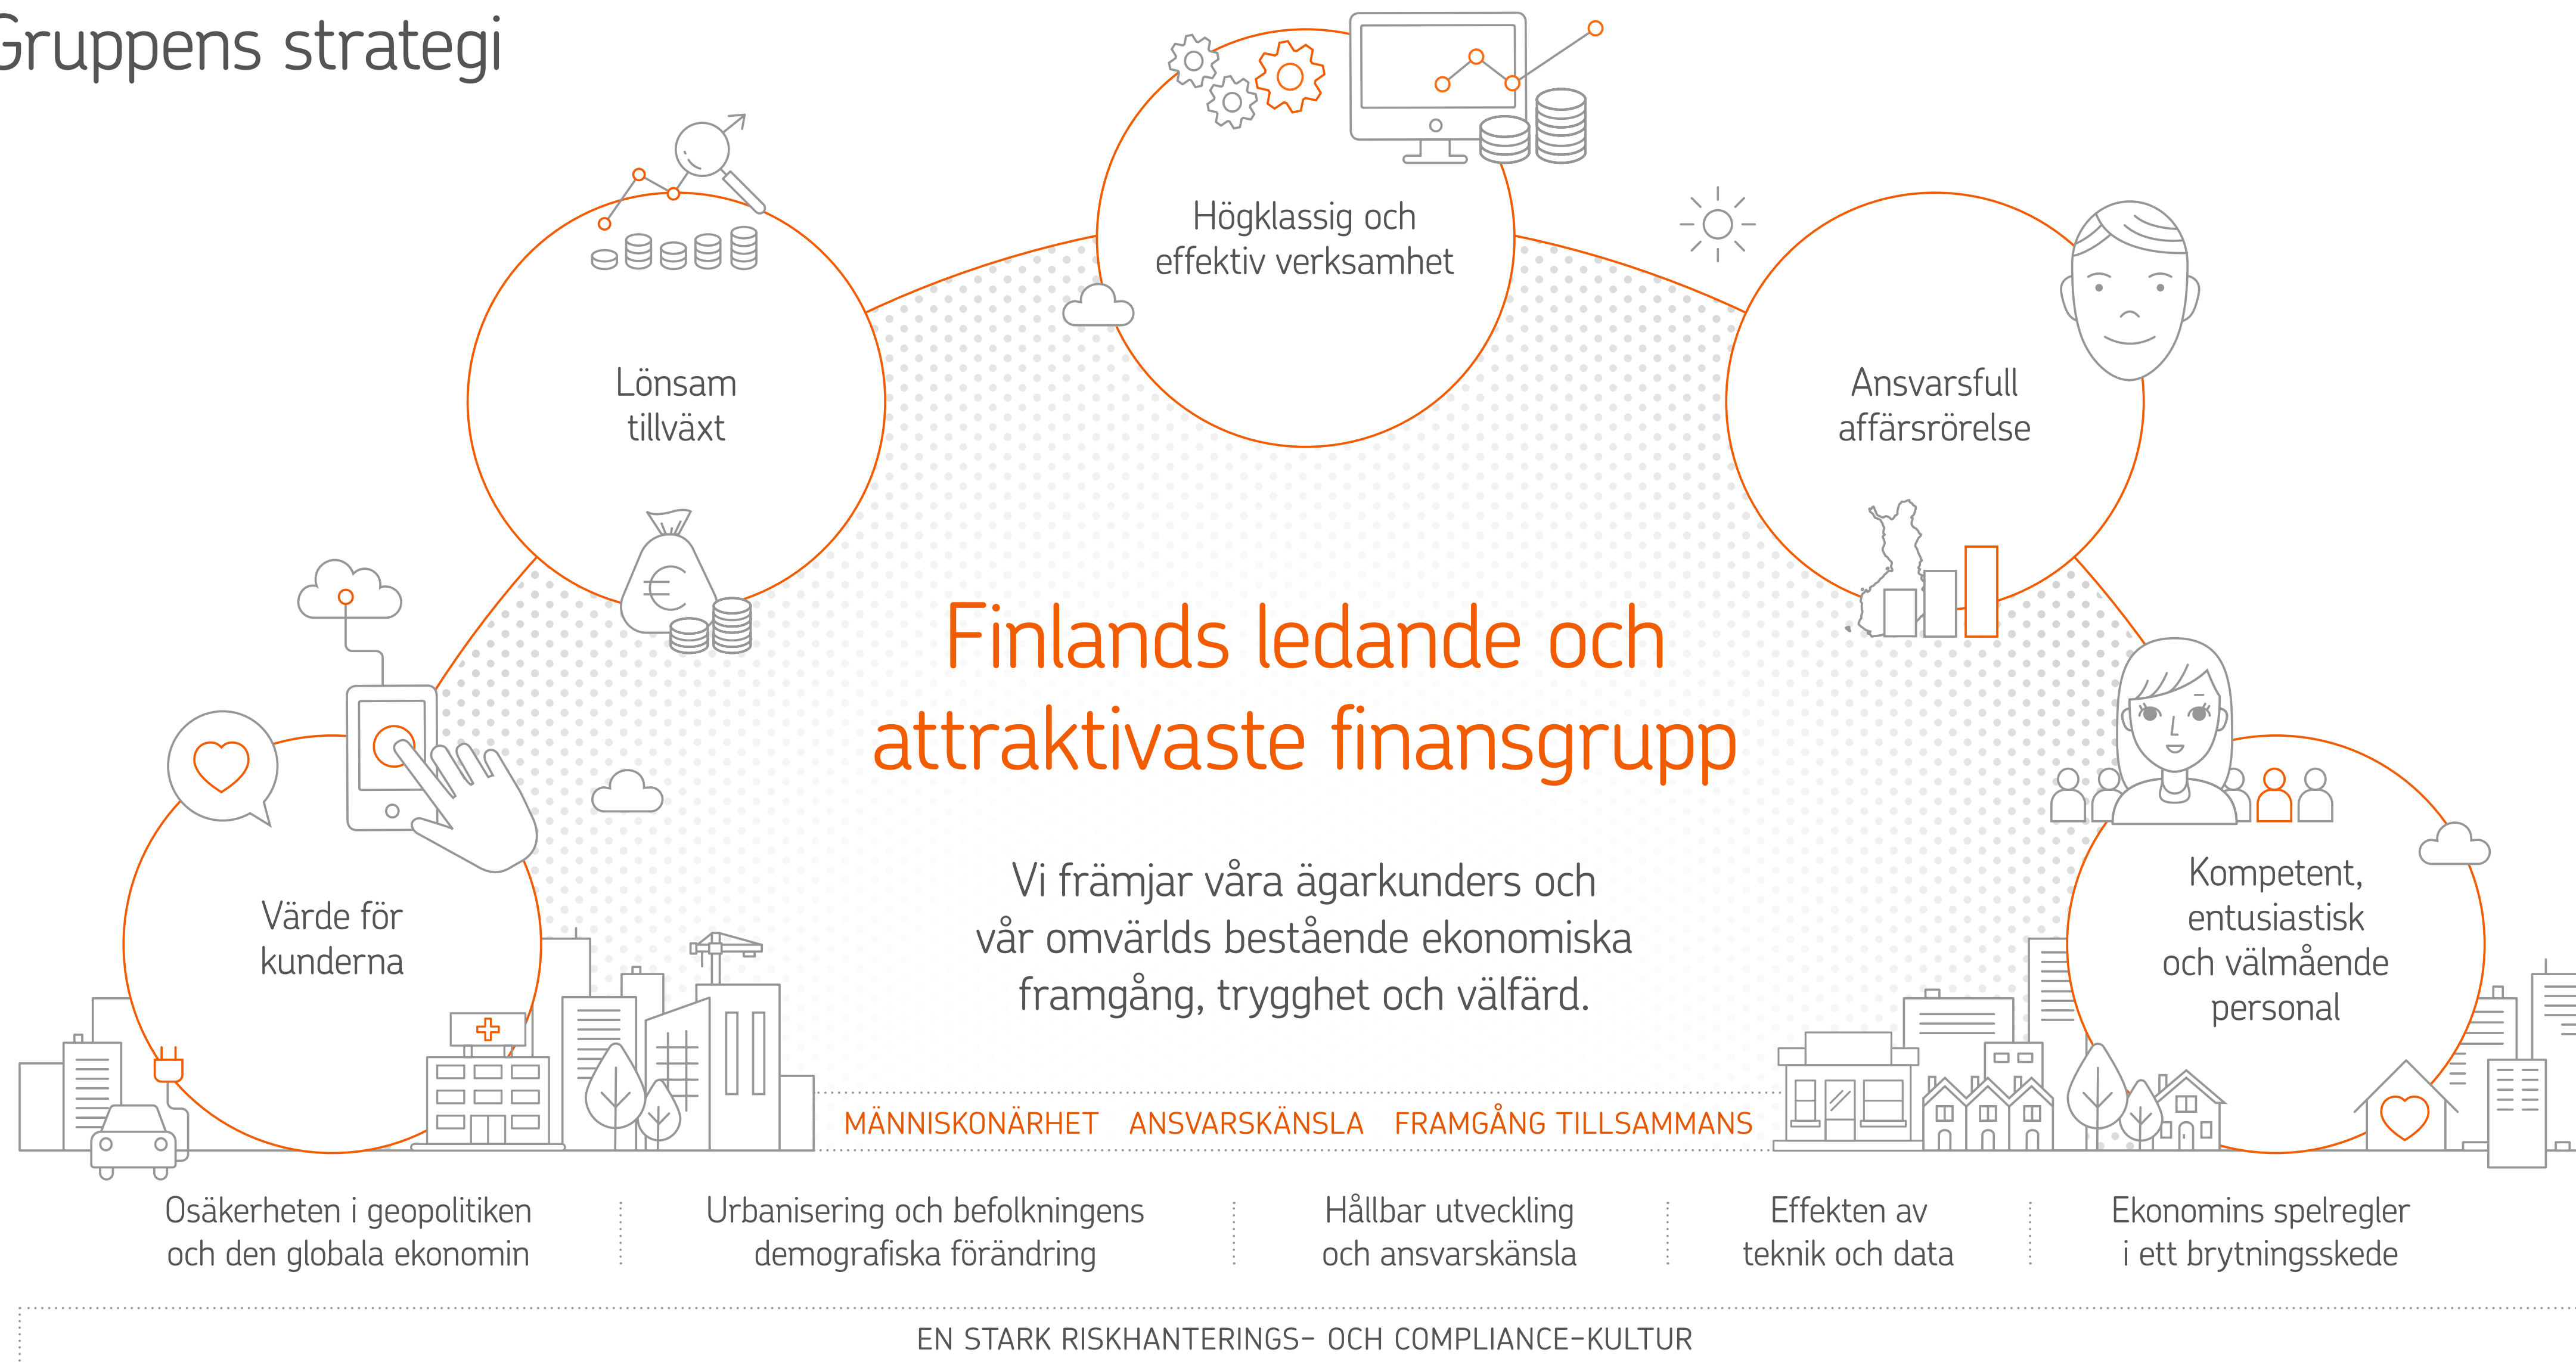 Gruppens strategi
Högklassig och
effektiv verksamhet
Lönsam
tillväxt
Ansvarsfull
affärsrörelse
Finlands ledande och
attraktivaste finansgrupp
Värde för
kunderna
Vi främjar våra ägarkunders och
vår omvärlds bestående ekonomiska
framgång, trygghet och välfärd.
Kompetent,
entusiastisk
och välmående
personal
MÄNNISKONÄRHET ANSVARSKÄNSLA FRAMGÅNG TILLSAMMANS
Osäkerheten i geopolitiken
och den globala ekonomin
Urbanisering och befolkningens
demografiska förändring
Hållbar utveckling
och ansvarskänsla
Effekten av
teknik och data
Ekonomins spelregler
i ett brytningsskede
EN STARK RISKHANTERINGS- OCH COMPLIANCE-KULTUR